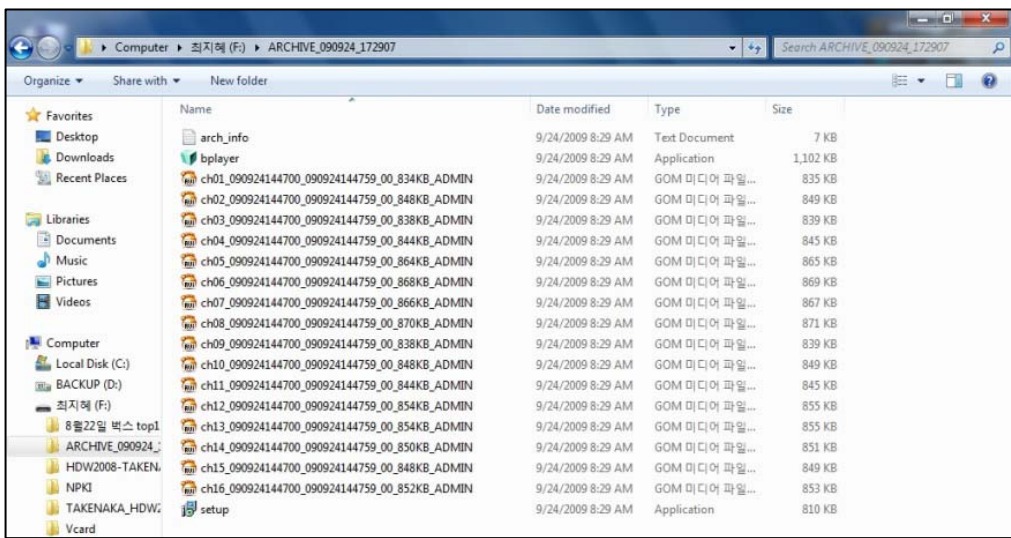 Computer ▸ 최지혜 (F:) ▸ ARCHIVE_090924_172907
Search ARCHIVE_090924_172907
Organize Share with New folder
Favorites
Desktop
Downloads
Recent Places
Libraries
Documents
Music
Pictures
Videos
Computer
Local Disk (C:)
BACKUP (D:)
최지혜 (F:)
8월22일 벅스 top1
ARCHIVE_090924_
HDW2008-TAKEN
NPKI
TAKENAKA_HDW
Vcard
Name Date modified Type Size
arch_info 9/24/2009 8:29 AM Text Document 7 KB
bplayer 9/24/2009 8:29 AM Application 1,102 KB
ch01_090924144700_090924144759_00_834KB_ADMIN 9/24/2009 8:29 AM GOM 미디어 파일... 835 KB
ch02_090924144700_090924144759_00_848KB_ADMIN 9/24/2009 8:29 AM GOM 미디어 파일... 849 KB
ch03_090924144700_090924144759_00_838KB_ADMIN 9/24/2009 8:29 AM GOM 미디어 파일... 839 KB
ch04_090924144700_090924144759_00_844KB_ADMIN 9/24/2009 8:29 AM GOM 미디어 파일... 845 KB
ch05_090924144700_090924144759_00_864KB_ADMIN 9/24/2009 8:29 AM GOM 미디어 파일... 865 KB
ch06_090924144700_090924144759_00_868KB_ADMIN 9/24/2009 8:29 AM GOM 미디어 파일... 869 KB
ch07_090924144700_090924144759_00_866KB_ADMIN 9/24/2009 8:29 AM GOM 미디어 파일... 867 KB
ch08_090924144700_090924144759_00_870KB_ADMIN 9/24/2009 8:29 AM GOM 미디어 파일... 871 KB
ch09_090924144700_090924144759_00_838KB_ADMIN 9/24/2009 8:29 AM GOM 미디어 파일... 839 KB
ch10_090924144700_090924144759_00_848KB_ADMIN 9/24/2009 8:29 AM GOM 미디어 파일... 849 KB
ch11_090924144700_090924144759_00_844KB_ADMIN 9/24/2009 8:29 AM GOM 미디어 파일... 845 KB
ch12_090924144700_090924144759_00_854KB_ADMIN 9/24/2009 8:29 AM GOM 미디어 파일... 855 KB
ch13_090924144700_090924144759_00_854KB_ADMIN 9/24/2009 8:29 AM GOM 미디어 파일... 855 KB
ch14_090924144700_090924144759_00_850KB_ADMIN 9/24/2009 8:29 AM GOM 미디어 파일... 851 KB
ch15_090924144700_090924144759_00_848KB_ADMIN 9/24/2009 8:29 AM GOM 미디어 파일... 849 KB
ch16_090924144700_090924144759_00_852KB_ADMIN 9/24/2009 8:29 AM GOM 미디어 파일... 853 KB
setup 9/24/2009 8:29 AM Application 810 KB